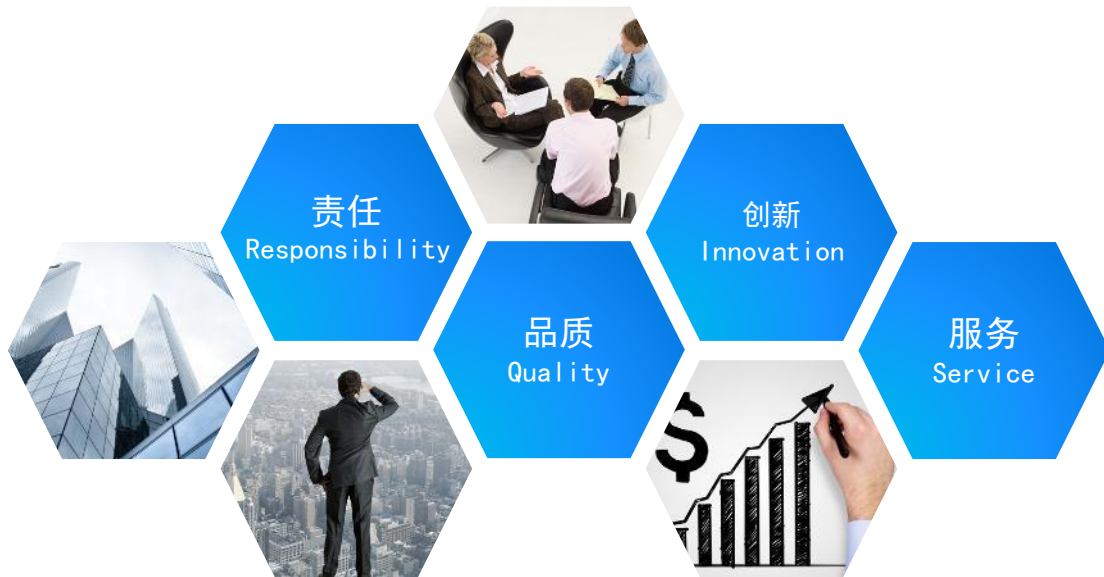 责任
Responsibility
品质
Quality
创新
Innovation
服务
Service
$